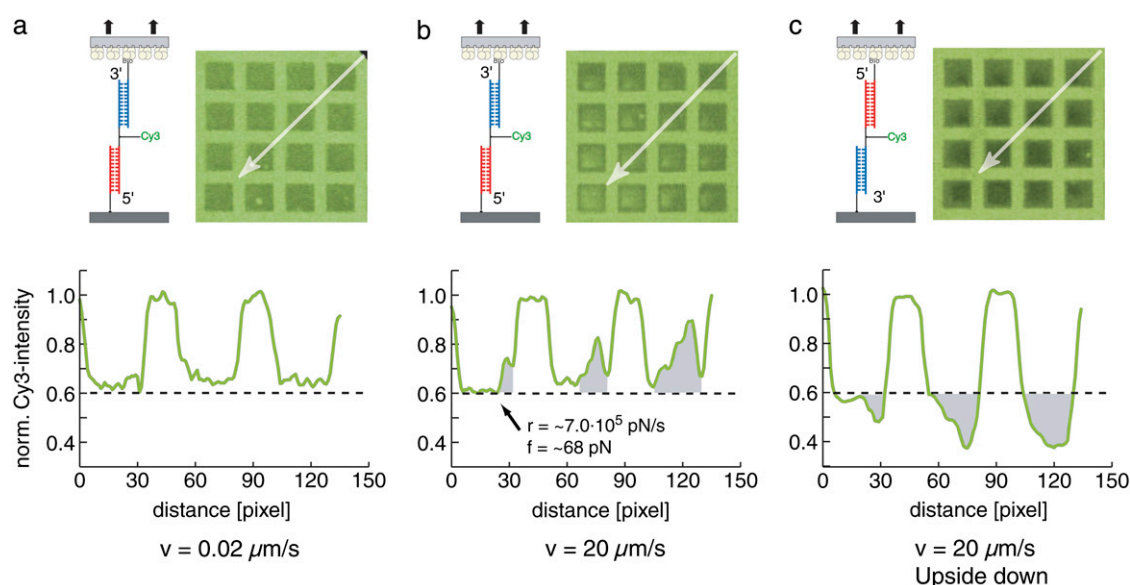 a
Bio
3'
Cy3
5'
norm. Cy3-intensity
1.0
0.8
0.6
0.4
0 30 60 90 120 150
distance [pixel]
v = 0.02 µm/s
b
Bio
3'
Cy3
5'
1.0
0.8
0.6
0.4
r = ~7.0·10⁵ pN/s
f = ~68 pN
0 30 60 90 120 150
distance [pixel]
v = 20 µm/s
c
Bio
5'
Cy3
3'
1.0
0.8
0.6
0.4
0 30 60 90 120 150
distance [pixel]
v = 20 µm/s
Upside down